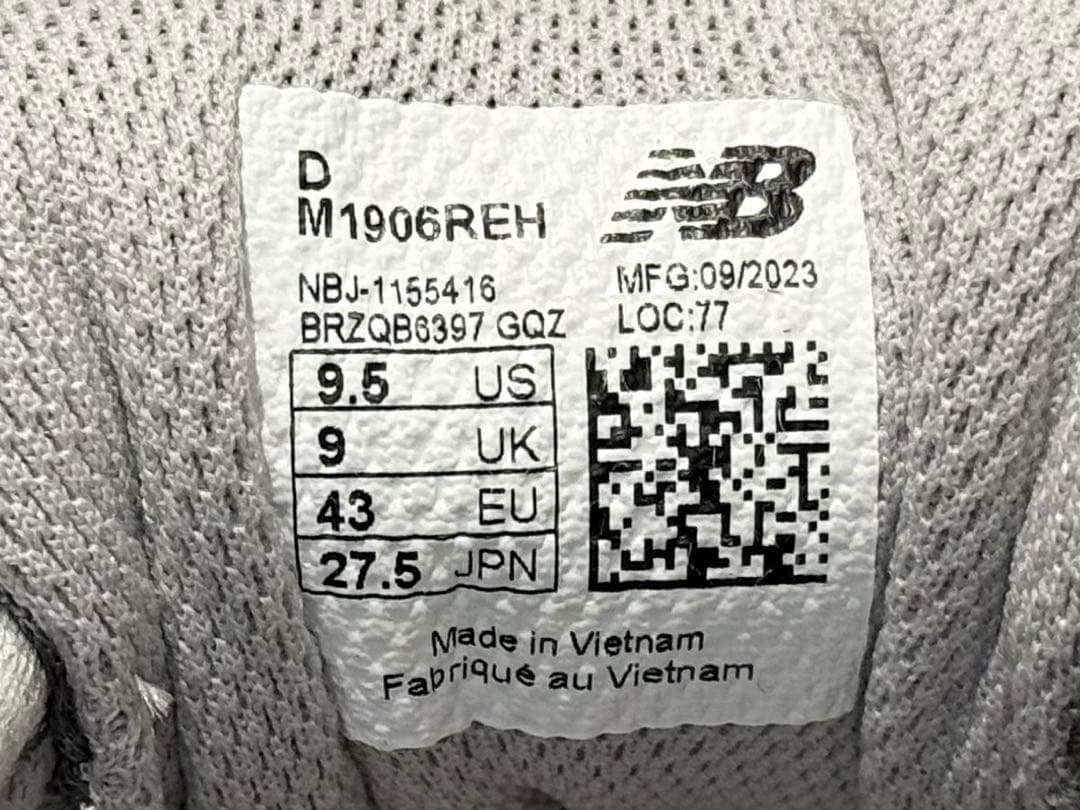 D
M1906REH
NB
NBJ-1155416
MFG:09/2023
BRZQB6397 GQZ
LOC:77
9.5 US
9 UK
43 EU
27.5 JPN
Made in Vietnam
Fabriqué au Vietnam